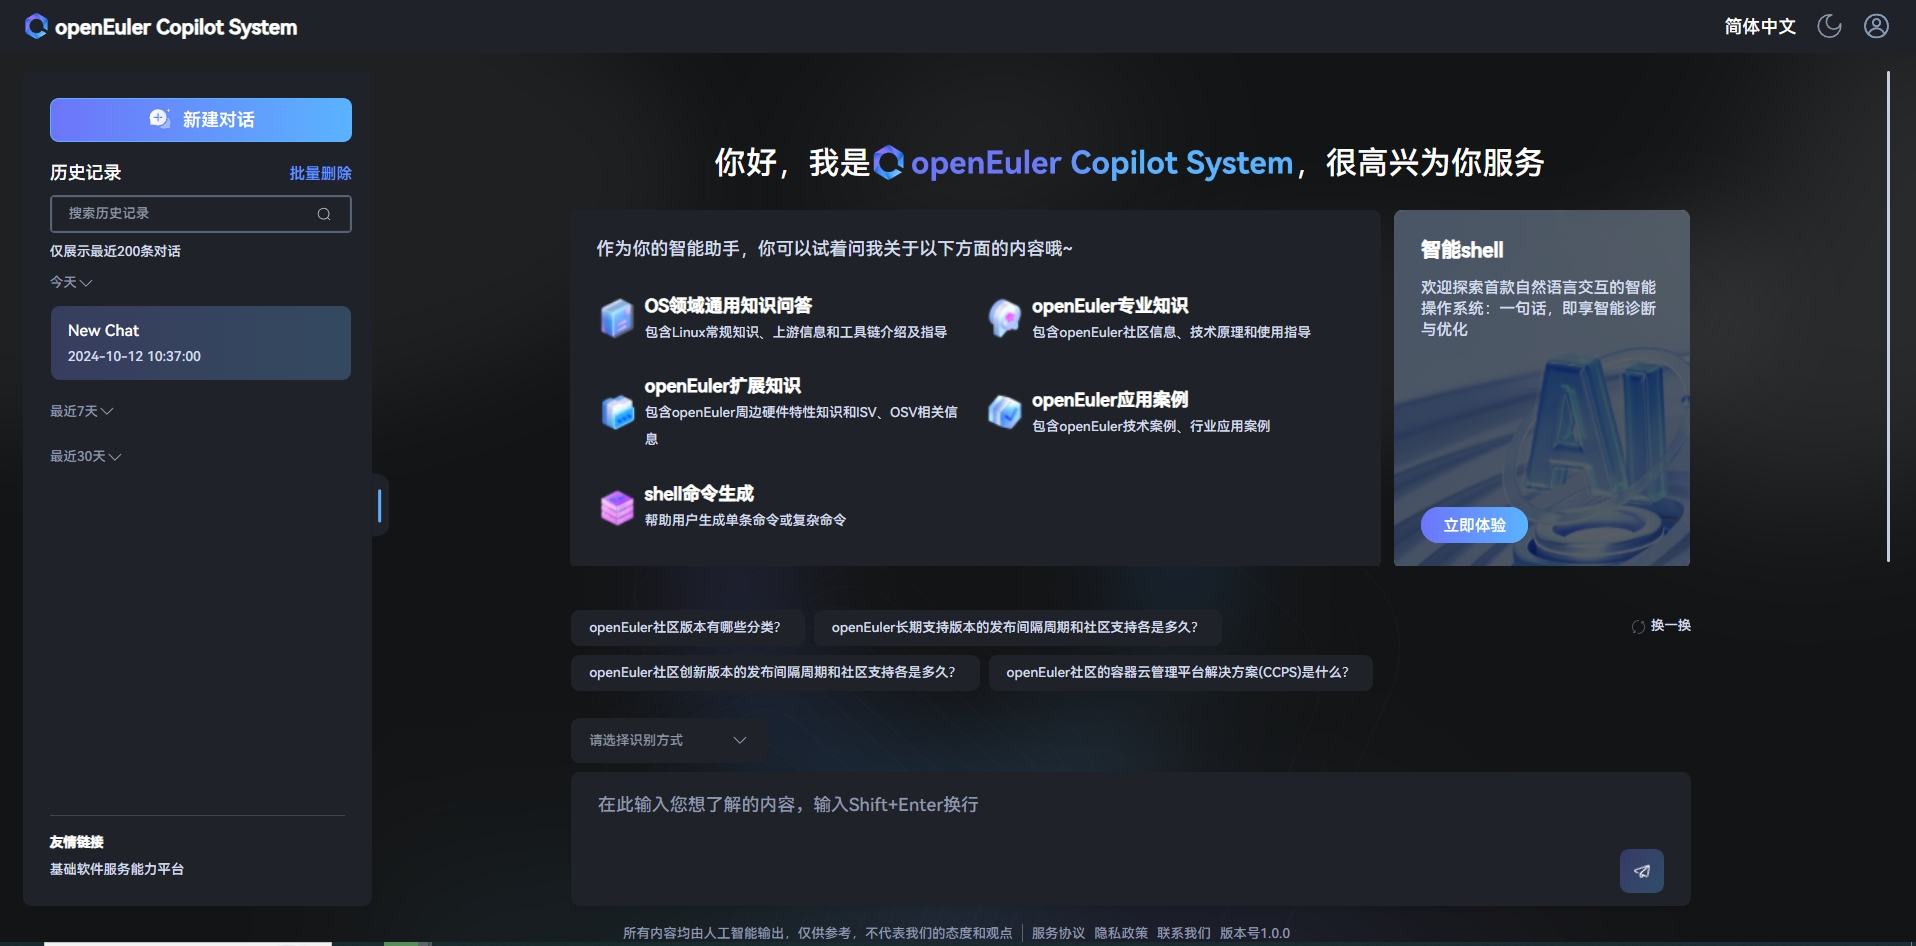 openEuler Copilot System
简体中文
新建对话
历史记录 批量删除
搜索历史记录
仅展示最近200条对话
今天
New Chat
2024-10-12 10:37:00
最近7天
最近30天
友情链接
基础软件服务能力平台
你好，我是openEuler Copilot System，很高兴为你服务
作为你的智能助手，你可以试着问我关于以下方面的内容哦~
OS领域通用知识问答
包含Linux常规知识、上游信息和工具链介绍及指导
openEuler专业知识
包含openEuler社区信息、技术原理和使用指导
openEuler扩展知识
包含openEuler周边硬件特性知识和ISV、OSV相关信
息
openEuler应用案例
包含openEuler技术案例、行业应用案例
shell命令生成
帮助用户生成单条命令或复杂命令
智能shell
欢迎探索首款自然语言交互的智能
操作系统：一句话，即享智能诊断
与优化
AI
立即体验
openEuler社区版本有哪些分类？
openEuler长期支持版本的发布间隔周期和社区支持各是多久？
换一换
openEuler社区创新版本的发布间隔周期和社区支持各是多久？
openEuler社区的容器云管理平台解决方案(CCPS)是什么？
请选择识别方式
在此输入您想了解的内容，输入Shift+Enter换行
所有内容均由人工智能输出，仅供参考，不代表我们的态度和观点 服务协议 隐私政策 联系我们 版本号1.0.0